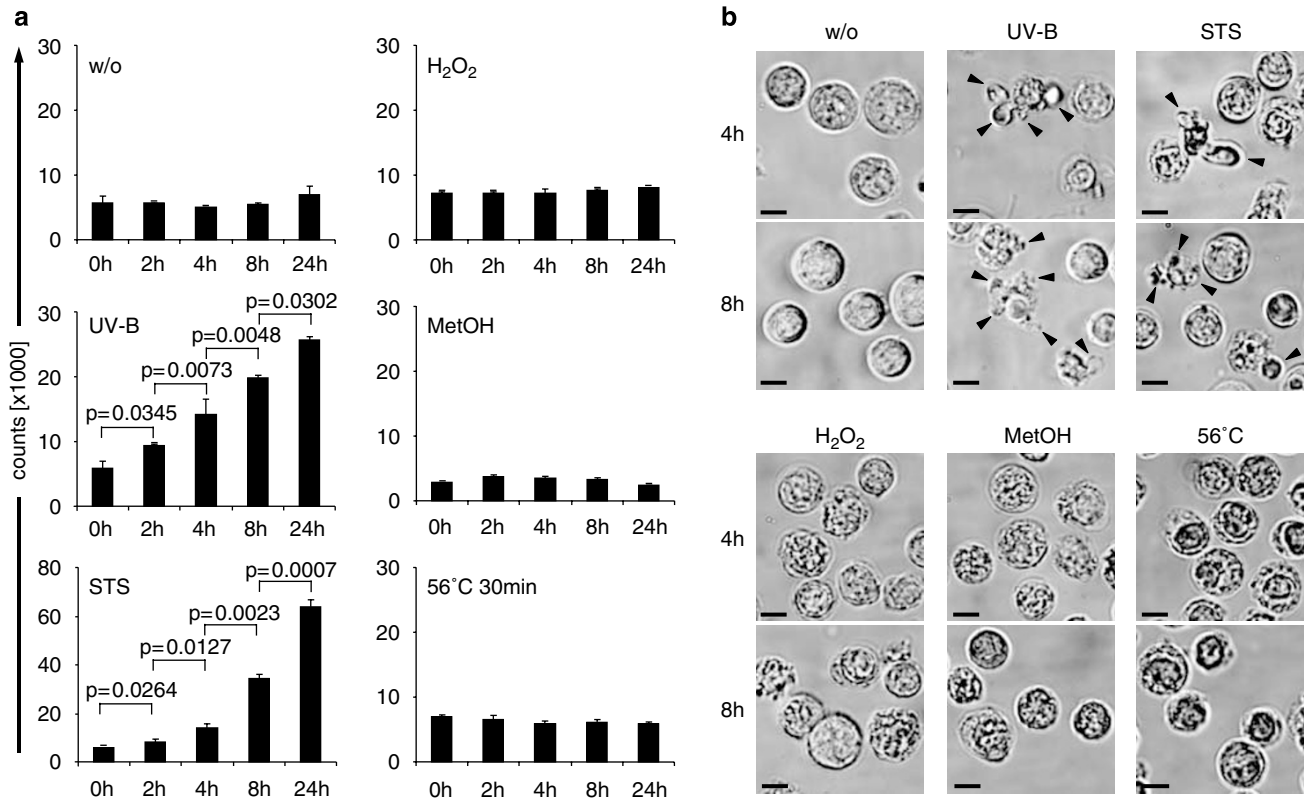 a
counts [x1000]
w/o
30
20
10
0
0h 2h 4h 8h 24h
H₂O₂
30
20
10
0
0h 2h 4h 8h 24h
UV-B
p=0.0302
p=0.0048
p=0.0073
p=0.0345
30
20
10
0
0h 2h 4h 8h 24h
MetOH
30
20
10
0
0h 2h 4h 8h 24h
STS
p=0.0007
p=0.0023
p=0.0127
p=0.0264
80
60
40
20
0
0h 2h 4h 8h 24h
56˚C 30min
30
20
10
0
0h 2h 4h 8h 24h
b
w/o UV-B STS
4h
8h
H₂O₂ MetOH 56˚C
4h
8h